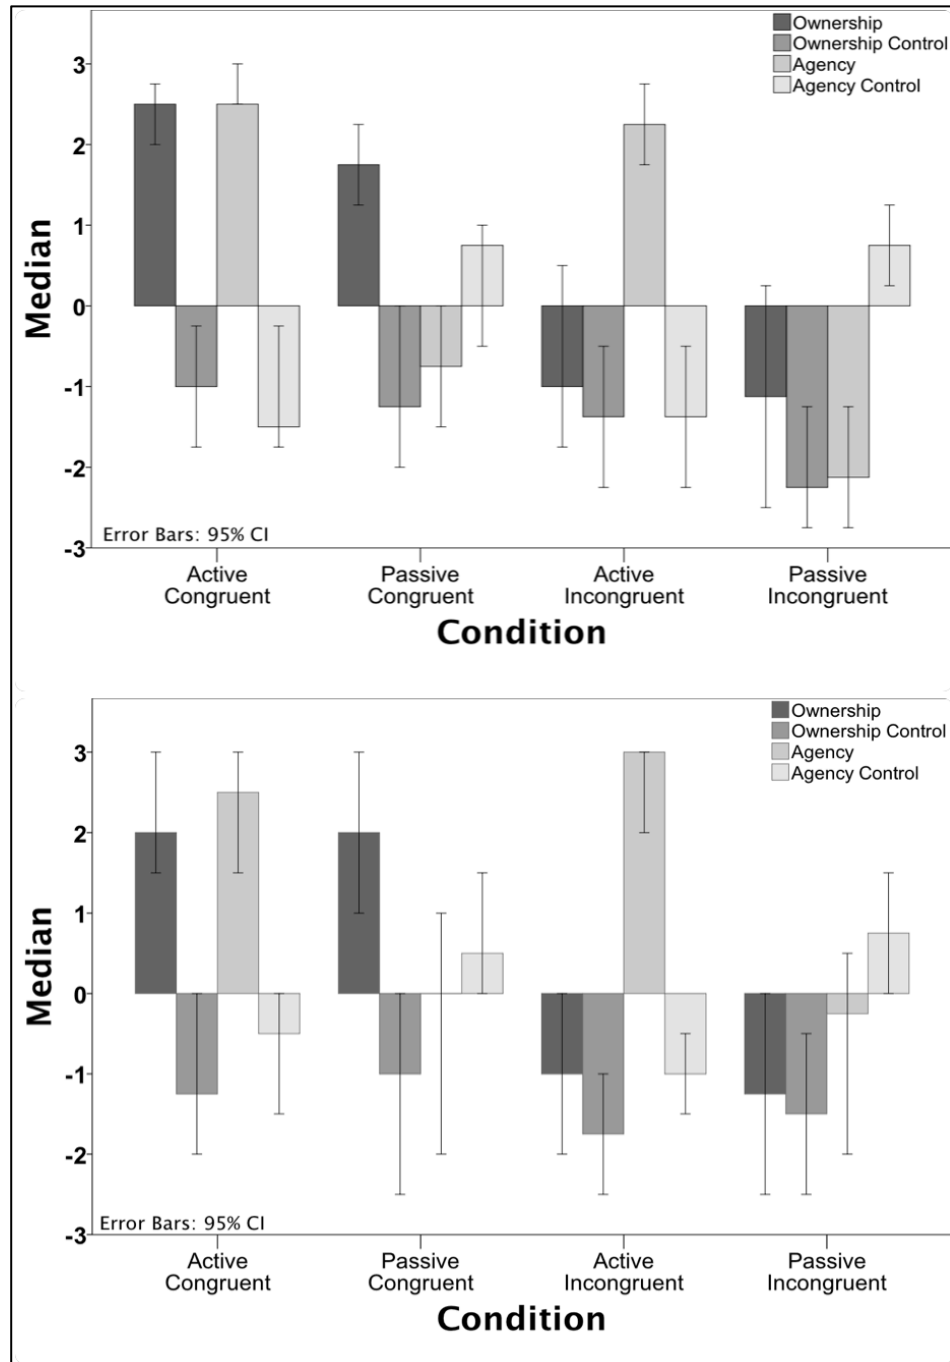 Ownership
Ownership Control
Agency
Agency Control
3
2
1
0
-1
-2
-3
Median
Error Bars: 95% CI
Active
Congruent
Passive
Congruent
Active
Incongruent
Passive
Incongruent
Condition
Ownership
Ownership Control
Agency
Agency Control
3
2
1
0
-1
-2
-3
Median
Error Bars: 95% CI
Active
Congruent
Passive
Congruent
Active
Incongruent
Passive
Incongruent
Condition